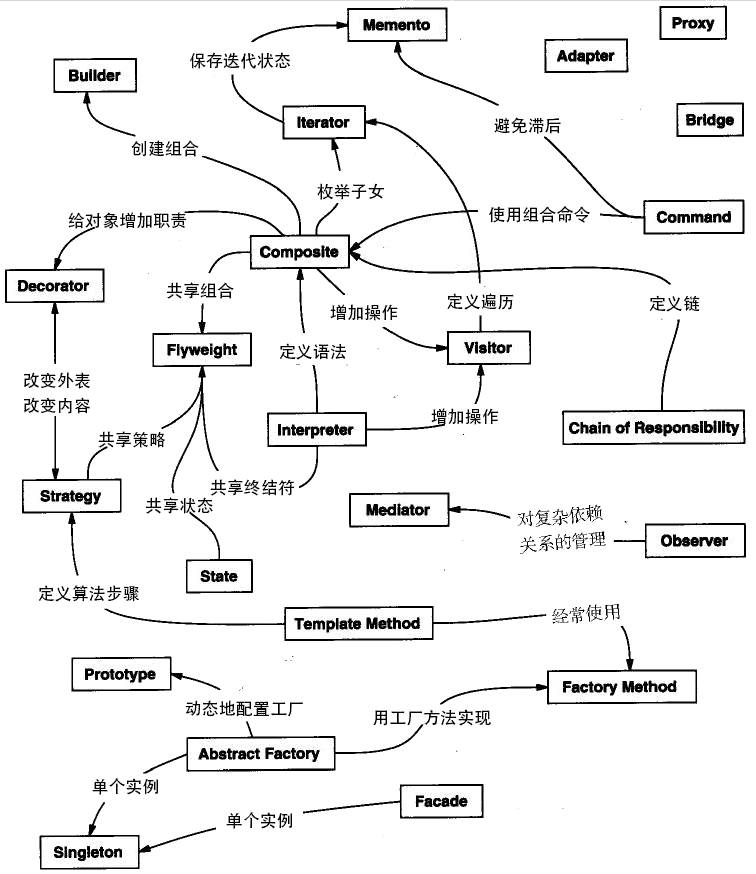 Memento
Proxy
Adapter
保存迭代状态
Builder
Iterator
避免滞后
Bridge
创建组合
枚举子女
给对象增加职责
使用组合命令
Command
Composite
Decorator
共享组合
增加操作
定义遍历
定义链
Flyweight
定义语法
Visitor
改变外表
改变内容
增加操作
Interpreter
Chain of Responsibility
共享策略
共享终结符
Strategy
共享状态
Mediator
对复杂依赖
关系的管理
Observer
State
定义算法步骤
Template Method
经常使用
Prototype
Factory Method
动态地配置工厂
用工厂方法实现
Abstract Factory
单个实例
Facade
单个实例
Singleton